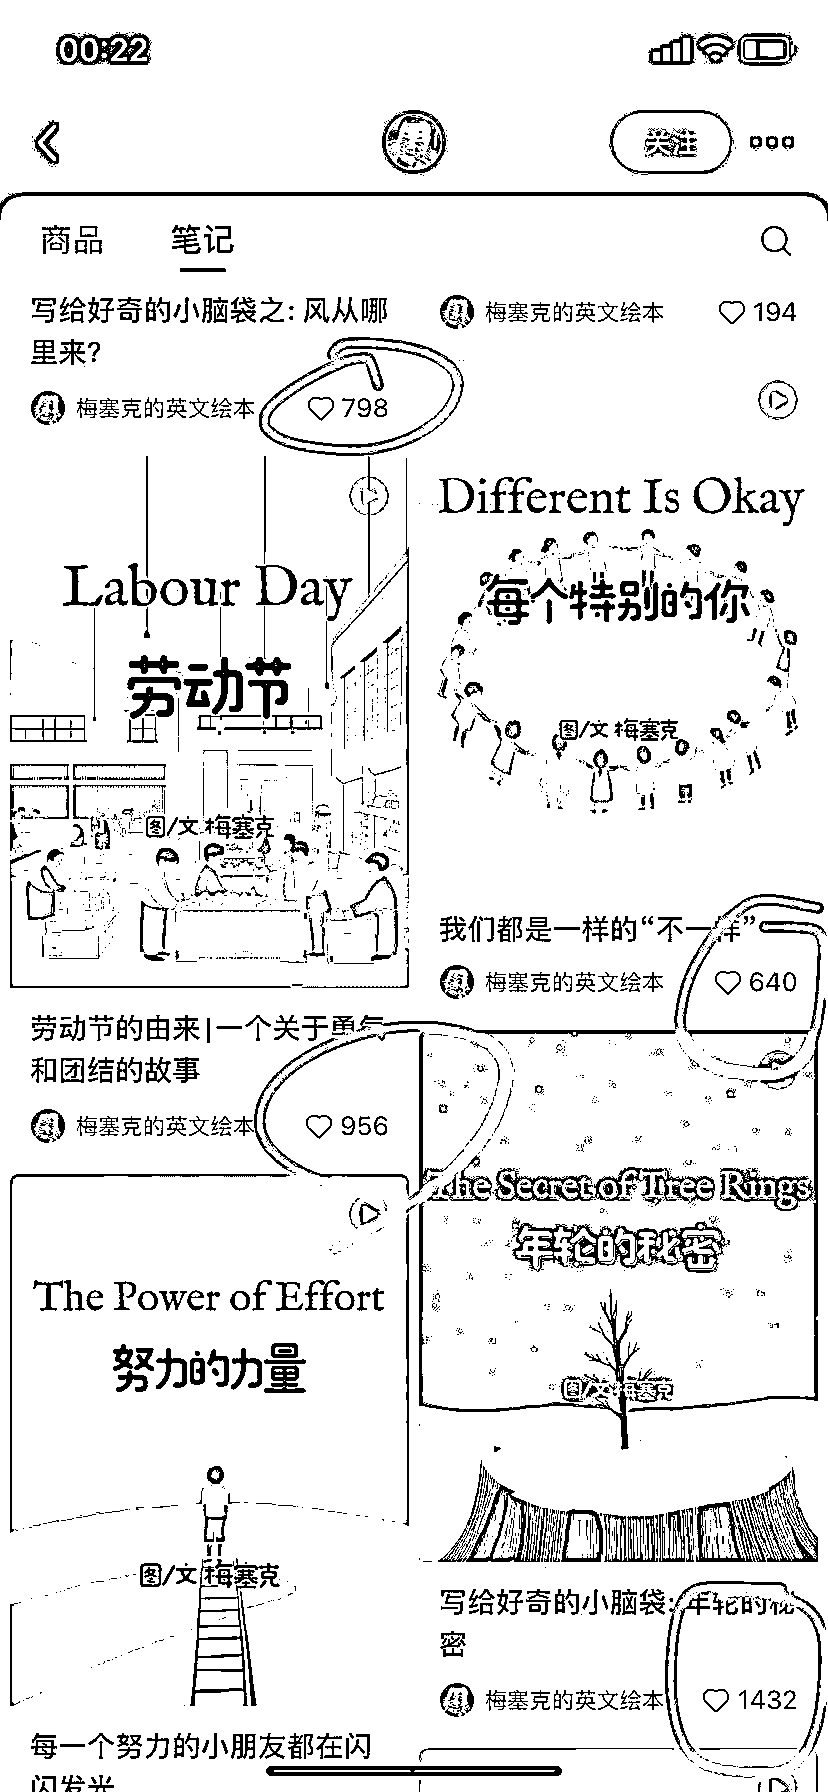 00:22
关注
商品
笔记
写给好奇的小脑袋之: 风从哪
里来?
梅塞克的英文绘本
798
梅塞克的英文绘本
194
Labour Day
劳动节
图/文 梅塞克
劳动节的由来|一个关于勇气
和团结的故事
梅塞克的英文绘本
956
Different Is Okay
每个特别的你
图/文 梅塞克
我们都是一样的“不一样”
梅塞克的英文绘本
640
The Power of Effort
努力的力量
图/文 梅塞克
每一个努力的小朋友都在闪
闪发光
The Secret of Tree Rings
年轮的秘密
图/文 梅塞克
写给好奇的小脑袋: 年轮的秘
密
梅塞克的英文绘本
1432